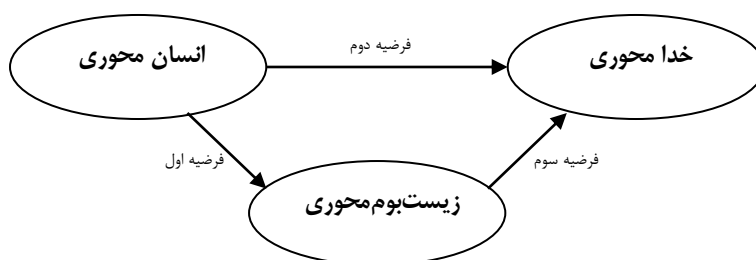 خدا محوری
فرضیه دوم
انسان محوری
فرضیه سوم
فرضیه اول
زیست‌بوم‌محوری